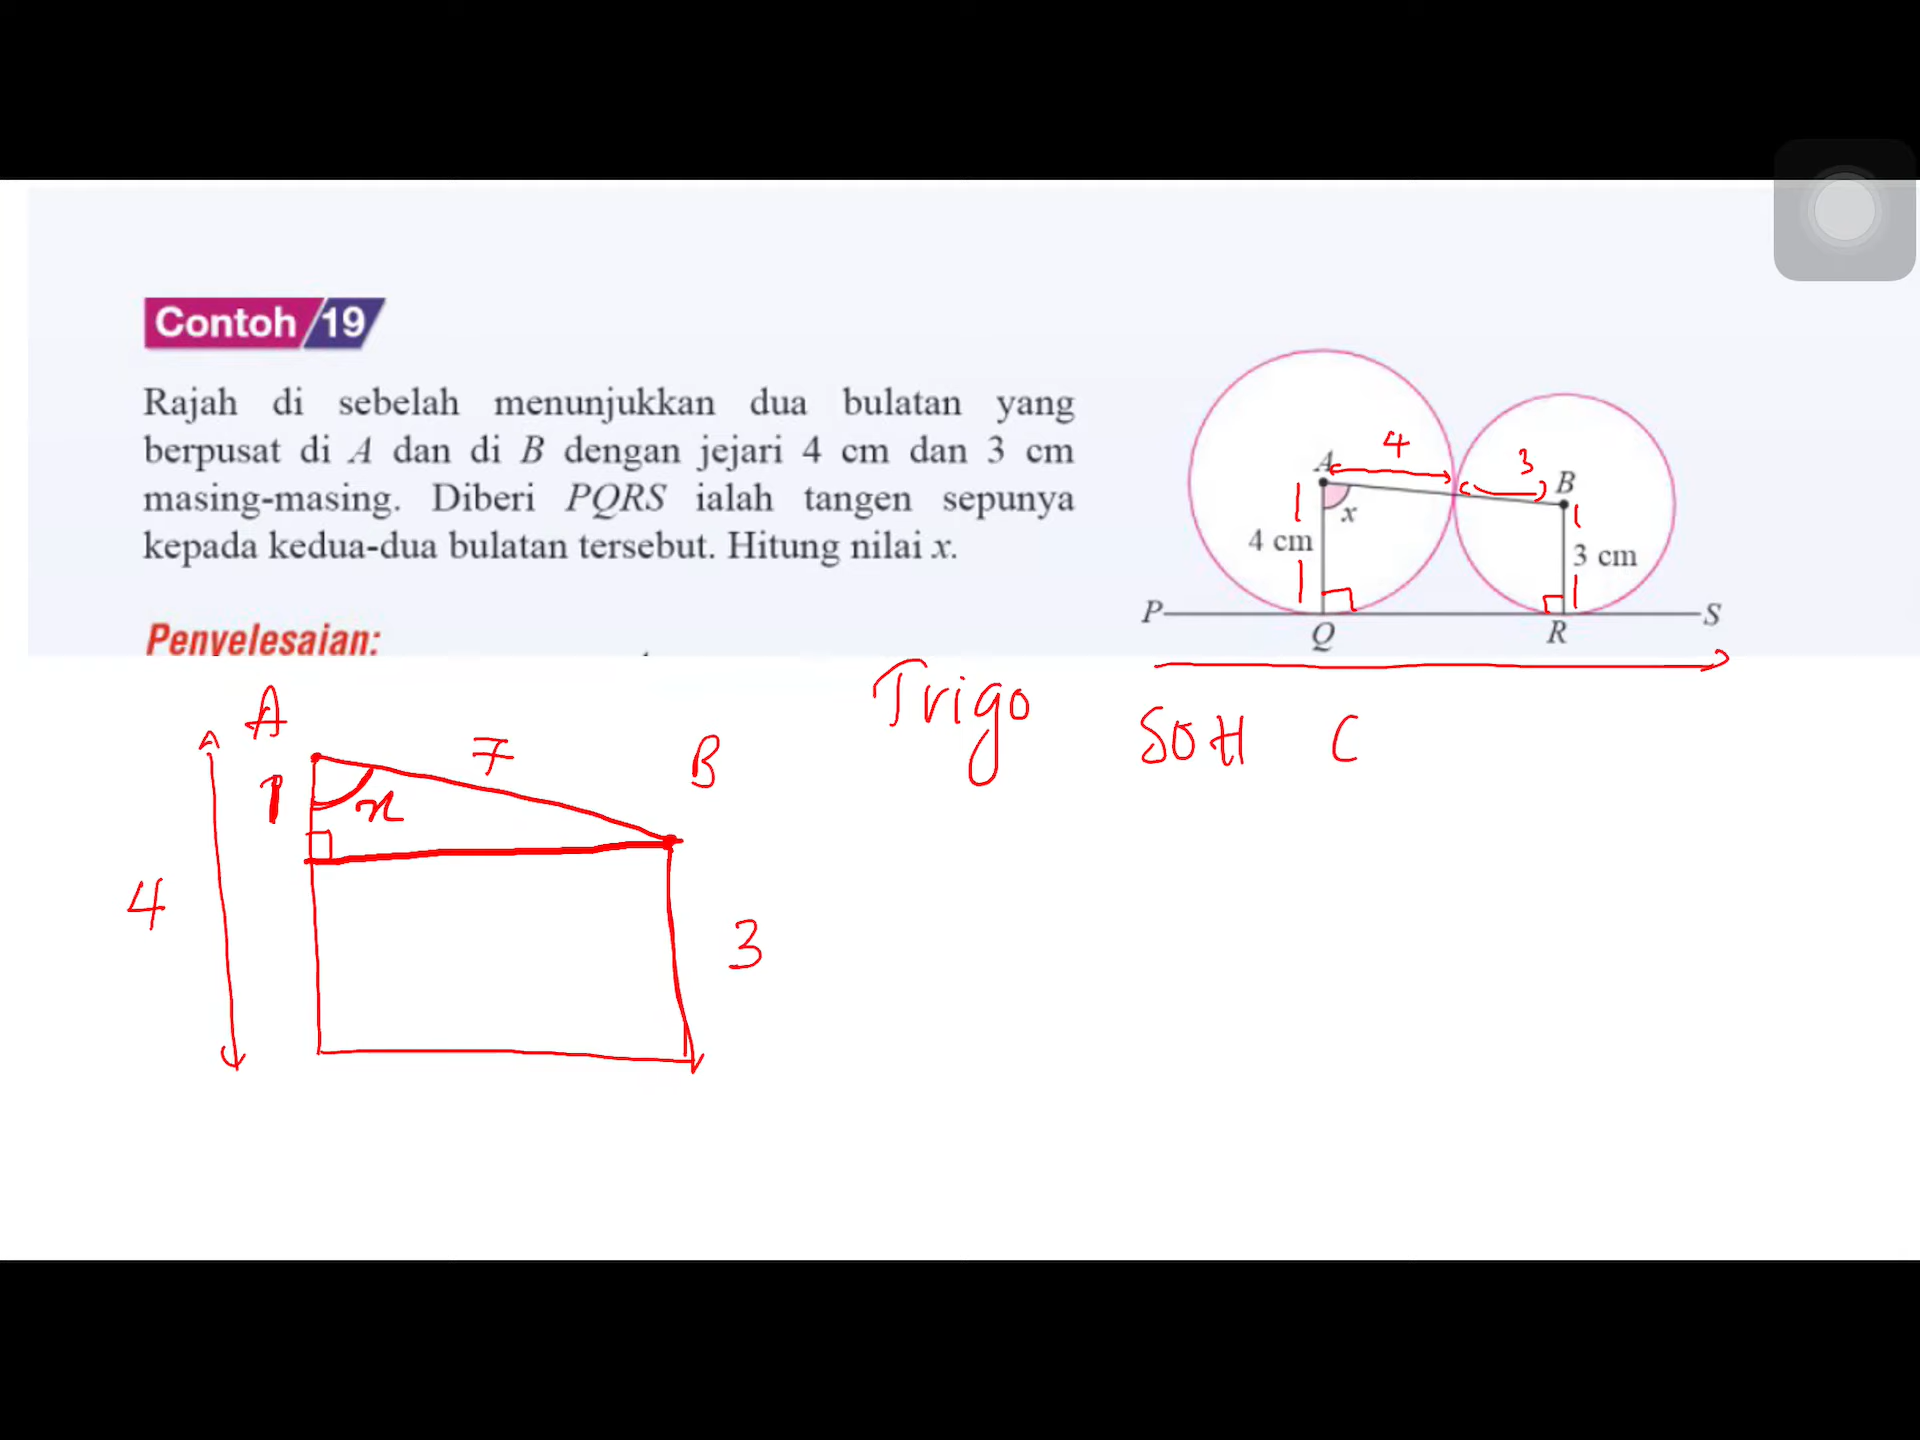 Contoh 19
Rajah di sebelah menunjukkan dua bulatan yang
berpusat di A dan di B dengan jejari 4 cm dan 3 cm
masing-masing. Diberi PQRS ialah tangen sepunya
kepada kedua-dua bulatan tersebut. Hitung nilai x.
Penyelesaian:
4
3
A
B
x
4 cm
3 cm
P
Q
R
S
A
7
B
1
x
4
3
Trigo
SOH C